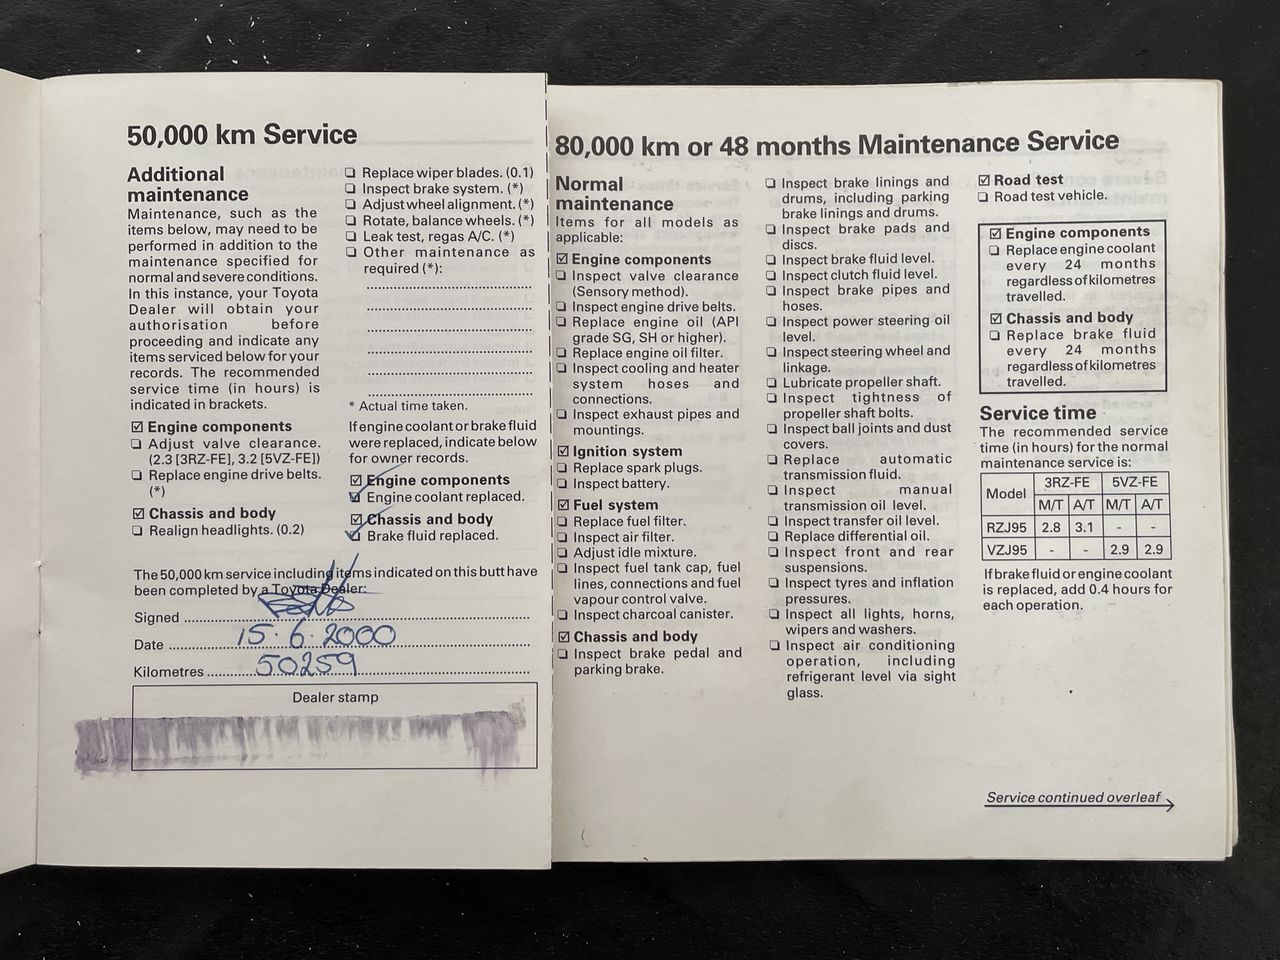 50,000 km Service
Additional
maintenance
Maintenance, such as the
items below, may need to be
performed in addition to the
maintenance specified for
normal and severe conditions.
In this instance, your Toyota
Dealer will obtain your
authorisation before
proceeding and indicate any
items serviced below for your
records. The recommended
service time (in hours) is
indicated in brackets.
☑ Engine components
❑ Adjust valve clearance.
(2.3 [3RZ-FE], 3.2 [5VZ-FE])
❑ Replace engine drive belts.
(*)
☑ Chassis and body
❑ Realign headlights. (0.2)
❑ Replace wiper blades. (0.1)
❑ Inspect brake system. (*)
❑ Adjust wheel alignment. (*)
❑ Rotate, balance wheels. (*)
❑ Leak test, regas A/C. (*)
❑ Other maintenance as
required (*):
* Actual time taken.
If engine coolant or brake fluid
were replaced, indicate below
for owner records.
☑ Engine components
☑ Engine coolant replaced.
☑ Chassis and body
☑ Brake fluid replaced.
The 50,000 km service including items indicated on this butt have
been completed by a Toyota Dealer:
Signed
Date 15.6.2000
Kilometres 50259
Dealer stamp
80,000 km or 48 months Maintenance Service
Normal
maintenance
Items for all models as
applicable:
☑ Engine components
❑ Inspect valve clearance
(Sensory method).
❑ Inspect engine drive belts.
❑ Replace engine oil (API
grade SG, SH or higher).
❑ Replace engine oil filter.
❑ Inspect cooling and heater
system hoses and
connections.
❑ Inspect exhaust pipes and
mountings.
☑ Ignition system
❑ Replace spark plugs.
❑ Inspect battery.
☑ Fuel system
❑ Replace fuel filter.
❑ Inspect air filter.
❑ Adjust idle mixture.
❑ Inspect fuel tank cap, fuel
lines, connections and fuel
vapour control valve.
❑ Inspect charcoal canister.
☑ Chassis and body
❑ Inspect brake pedal and
parking brake.
❑ Inspect brake linings and
drums, including parking
brake linings and drums.
❑ Inspect brake pads and
discs.
❑ Inspect brake fluid level.
❑ Inspect clutch fluid level.
❑ Inspect brake pipes and
hoses.
❑ Inspect power steering oil
level.
❑ Inspect steering wheel and
linkage.
❑ Lubricate propeller shaft.
❑ Inspect tightness of
propeller shaft bolts.
❑ Inspect ball joints and dust
covers.
❑ Replace automatic
transmission fluid.
❑ Inspect manual
transmission oil level.
❑ Inspect transfer oil level.
❑ Replace differential oil.
❑ Inspect front and rear
suspensions.
❑ Inspect tyres and inflation
pressures.
❑ Inspect all lights, horns,
wipers and washers.
❑ Inspect air conditioning
operation, including
refrigerant level via sight
glass.
☑ Road test
❑ Road test vehicle.
☑ Engine components
❑ Replace engine coolant
every 24 months
regardless of kilometres
travelled.
☑ Chassis and body
❑ Replace brake fluid
every 24 months
regardless of kilometres
travelled.
Service time
The recommended service
time (in hours) for the normal
maintenance service is:
Model 3RZ-FE 5VZ-FE
M/T A/T M/T A/T
RZJ95 2.8 3.1 - -
VZJ95 - - 2.9 2.9
If brake fluid or engine coolant
is replaced, add 0.4 hours for
each operation.
Service continued overleaf